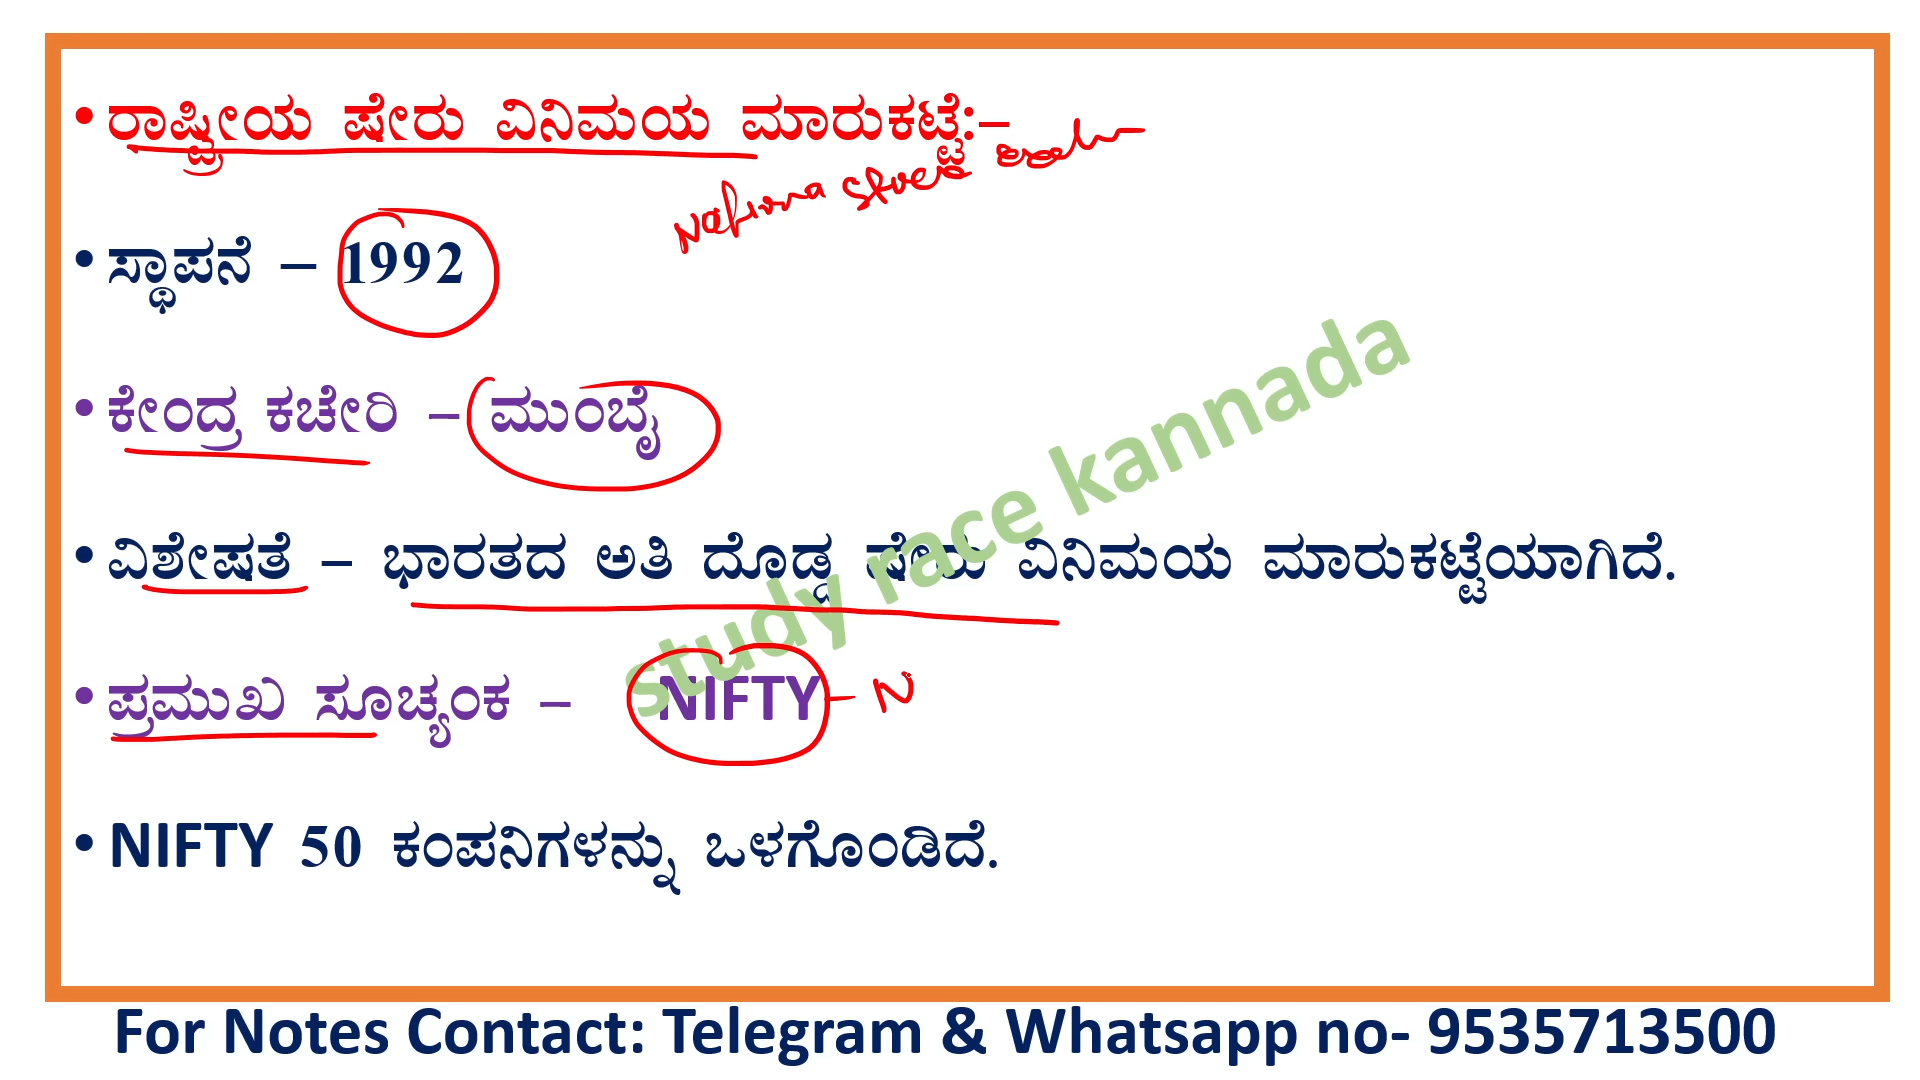 • ರಾಷ್ಟ್ರೀಯ ಷೇರು ವಿನಿಮಯ ಮಾರುಕಟ್ಟೆ:–
• ಸ್ಥಾಪನೆ – 1992
• ಕೇಂದ್ರ ಕಚೇರಿ – ಮುಂಬೈ
• ವಿಶೇಷತೆ – ಭಾರತದ ಅತಿ ದೊಡ್ಡ ಷೇರು ವಿನಿಮಯ ಮಾರುಕಟ್ಟೆಯಾಗಿದೆ.
study race kannada
• ಪ್ರಮುಖ ಸೂಚ್ಯಂಕ – NIFTY – N
• NIFTY 50 ಕಂಪನಿಗಳನ್ನು ಒಳಗೊಂಡಿದೆ.
For Notes Contact: Telegram & Whatsapp no- 9535713500